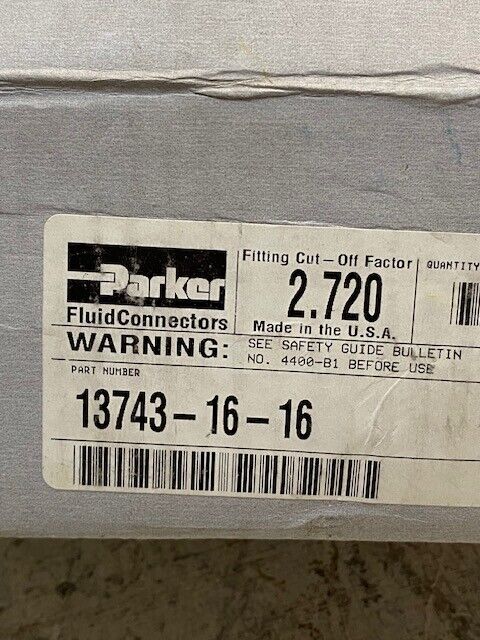 Parker
FluidConnectors
Fitting Cut-Off Factor
2.720
Made in the U.S.A.
QUANTITY
WARNING:
SEE SAFETY GUIDE BULLETIN
NO. 4400-B1 BEFORE USE
PART NUMBER
13743-16-16